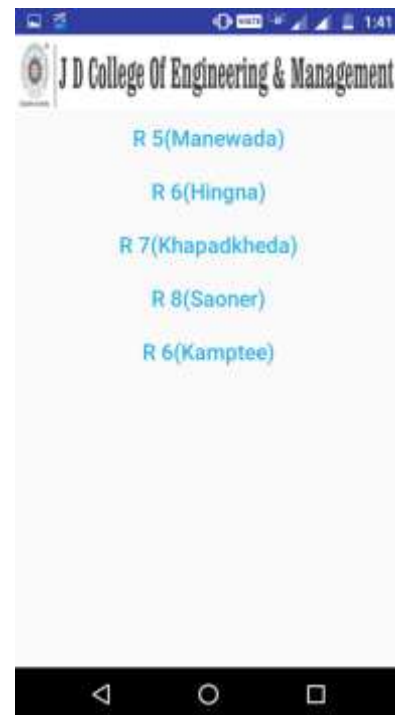 1:41
J D College Of Engineering & Management
R 5(Manewada)
R 6(Hingna)
R 7(Khapadkheda)
R 8(Saoner)
R 6(Kamptee)